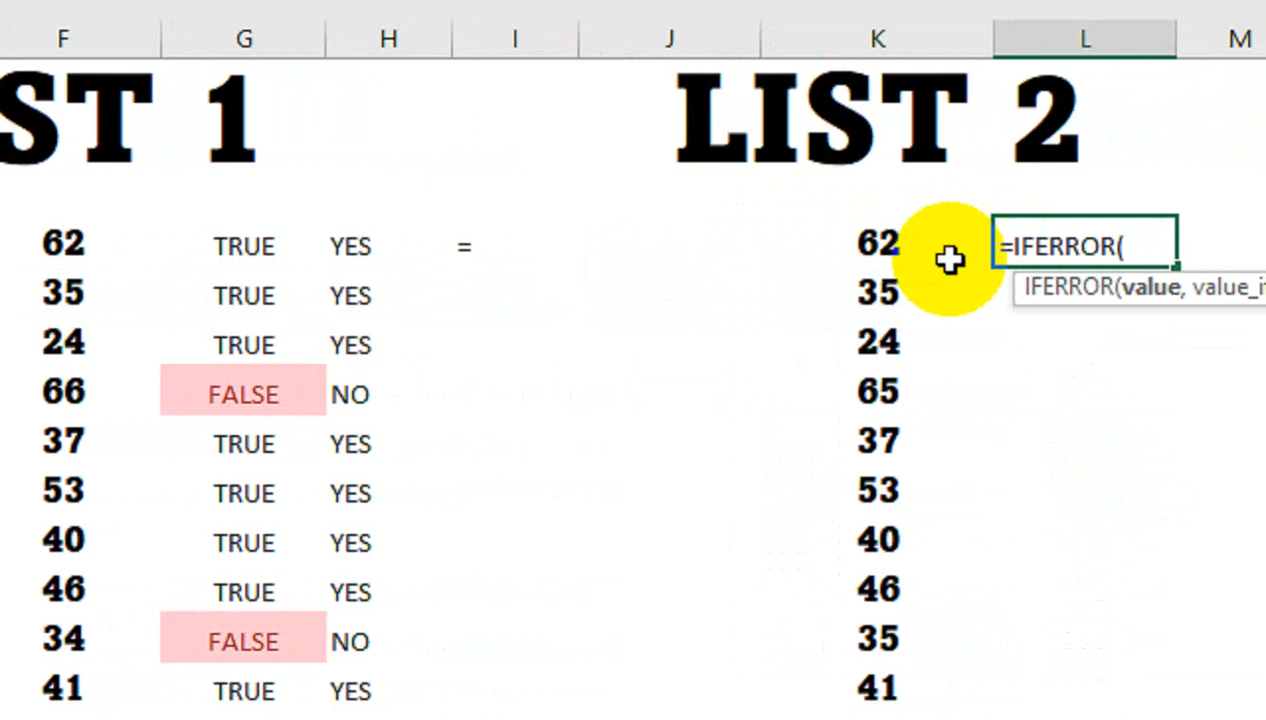 F G H I J K L M
ST 1 LIST 2
62 TRUE YES = 62 =IFERROR(
35 TRUE YES 35 IFERROR(value, value_i
24 TRUE YES 24
66 FALSE NO 65
37 TRUE YES 37
53 TRUE YES 53
40 TRUE YES 40
46 TRUE YES 46
34 FALSE NO 35
41 TRUE YES 41